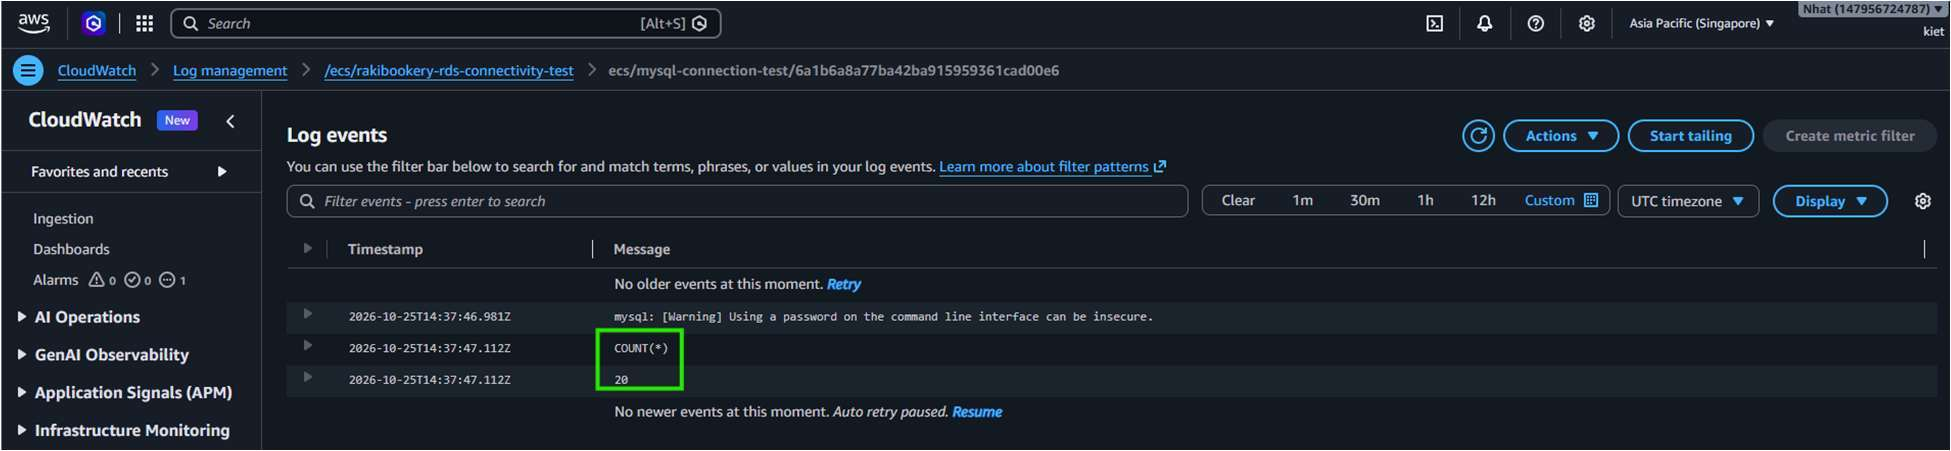 aws Search [Alt+S] Asia Pacific (Singapore) Nhat (147956724787)
kiet
CloudWatch Log management /ecs/rakibookery-rds-connectivity-test ecs/mysql-connection-test/6a1b6a8a77ba42ba915959361cad00e6
CloudWatch New
Favorites and recents
Ingestion
Dashboards
Alarms 0 0 1
AI Operations
GenAI Observability
Application Signals (APM)
Infrastructure Monitoring
Log events
Actions Start tailing Create metric filter
You can use the filter bar below to search for and match terms, phrases, or values in your log events. Learn more about filter patterns
Filter events - press enter to search Clear 1m 30m 1h 12h Custom UTC timezone Display
Timestamp Message
No older events at this moment. Retry
2026-10-25T14:37:46.981Z mysql: [Warning] Using a password on the command line interface can be insecure.
2026-10-25T14:37:47.112Z COUNT(*)
2026-10-25T14:37:47.112Z 20
No newer events at this moment. Auto retry paused. Resume